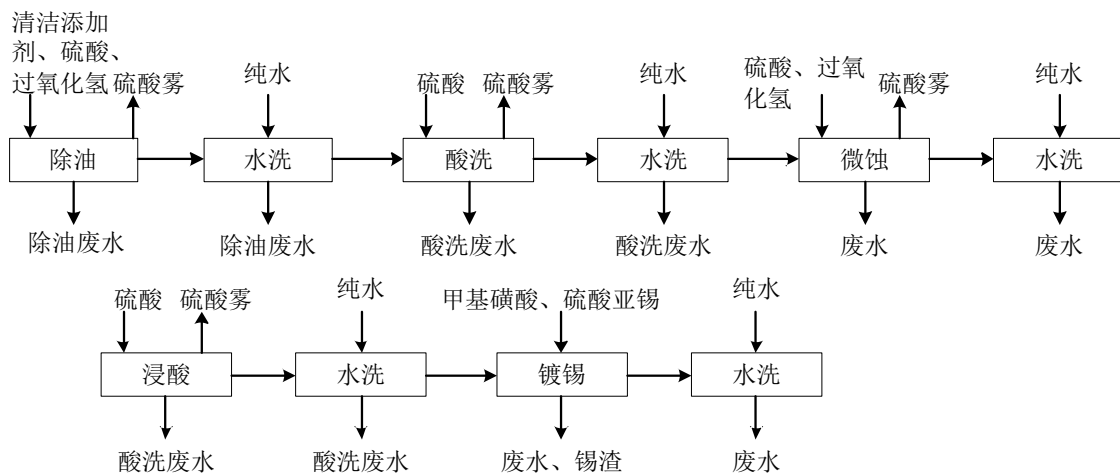 清洁添加
剂、硫酸、
过氧化氢
硫酸雾
纯水
硫酸
硫酸雾
纯水
硫酸、过氧
化氢
硫酸雾
纯水
除油
水洗
酸洗
水洗
微蚀
水洗
除油废水
除油废水
酸洗废水
酸洗废水
废水
废水
硫酸
硫酸雾
纯水
甲基磺酸、硫酸亚锡
纯水
浸酸
水洗
镀锡
水洗
酸洗废水
酸洗废水
废水、锡渣
废水